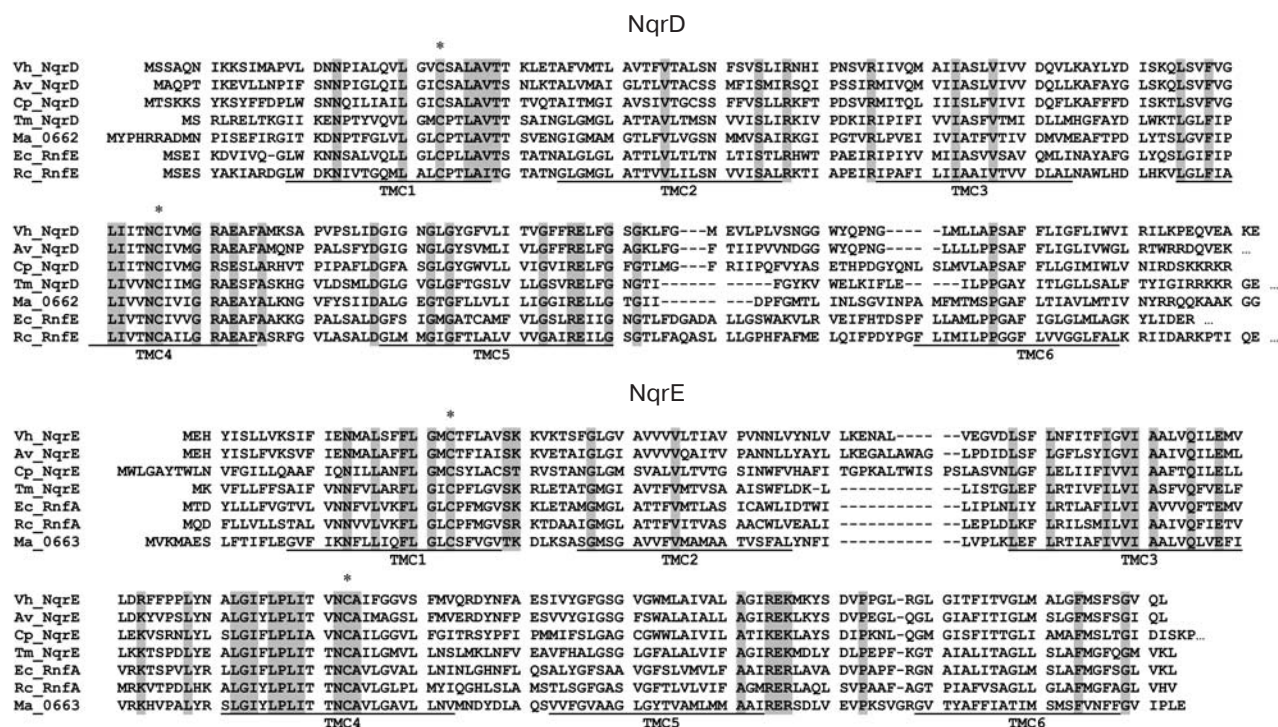 NqrD
*
Vh_NqrD MSSAQN IKKSIMAPVL DNNPIALQVL GVCSALAVTT KLETAFVMTL AVTFVTALSN FSVSLIRNHI PNSVRIIVQM AIIASLVIVV DQVLKAYLYD ISKQLSVFVG
Av_NqrD MAQPT IKEVLLNPIF SNNPIGLQIL GICSALAVTS NLKTALVMAI GLTLVTACSS MFISMIRSQI PSSIRMIVQM VIIASLVIVV DQLLKAFAYG LSKQLSVFVG
Cp_NqrD MTSKKS YKSYFFDPLW SNNQILIAIL GICSALAVTT TVQTAITMGI AVSIVTGCSS FFVSLLRKFT PDSVRMITQL IIISLFVIVI DQFLKAFFFD ISKTLSVFVG
Tm_NqrD MS RLRELTKGII KENPTYVQVL GMCPTLAVTT SAINGLGMGL ATTAVLTMSN VVISLIRKIV PDKIRIPIFI VVIASFVTMI DLLMHGFAYD LWKTLGLFIP
Ma_0662 MYPHRRADMN PISEFIRGIT KDNPTFGLVL GLCPTLAVTT SVENGIGMAM GTLFVLVGSN MMVSAIRKGI PGTVRLPVEI IVIATFVTIV DMVMEAFTPD LYTSLGVFIP
Ec_RnfE MSEI KDVIVQ-GLW KNNSALVQLL GLCPLLAVTS TATNALGLGL ATTLVLTLTN LTISTLRHWT PAEIRIPIYV MIIASVVSAV QMLINAYAFG LYQSLGIFIP
Rc_RnfE MSES YAKIARDGLW DKNIVTGQML ALCPTLAITG TATNGLGMGL ATTVVLILSN VVISALRKTI APEIRIPAFI LIIAAIVTVV DLALNAWLHD LHKVLGLFIA
TMC1 TMC2 TMC3
*
Vh_NqrD LIITNCIVMG RAEAFAMKSA PVPSLIDGIG NGLGYGFVLI TVGFFRELFG SGKLFG---M EVLPLVSNGG WYQPNG---- LMLLAPSAF FLIGFLIWVI RILKPEQVEA KE
Av_NqrD LIITNCIVMG RAEAFAMQNP PALSFYDGIG NGLGYSVMLI VLGFFRELFG AGKLFG---F TIIPVVNDGG WYQPNG---- LLLLLPPSAF FLIGLIVWGL RTWRRDQVEK ...
Cp_NqrD LIITNCIVMG RSESLARHVT PIPAFLDGFA SGLGYGWVLL VIGVIRELFG FGTLMG---F RIIPQFVYAS ETHPDGYQNL SLMVLAPSAF FLLGIMIWLV NIRDSKKRKR
Tm_NqrD LIVVNCIIMG RSESFASKHG VLDSMLDGLG VGLGFTGSLV LLGSVRELFG NGTI------ ---FGYKVWE LKIFLE---- ILPPGAYI TLGLLSALF TYIGIRRKKR GE ...
Ma_0662 LIVVNCIVIG RAEAYALKNG VFYSIIDALG EGTGFLLVLI LIGGIRELLG TGII------ ---DPFGMTL INLSGVINPA MFMTMSPGAF LTIAVLMTIV NYRRQQKAAK GG
Ec_RnfE LIVTNCIVVG RAEAFAAKKG PALSALDGFS IGMGATCAMF VLGSLREIIG NGTLFDGADA LLGSWAKVLR VEIFHTDSPF LLAMLPPGAF IGLGLMLAGK YLIDER ...
Rc_RnfE LIVTNCAILG RAEAFASRFG VLASALDGLM MGIGFTLALV VVGAIREILG SGTLFAQASL LLGPHFAFME LQIFPDYPGF LIMILPPGGF LVVGGLFALK RIIDARKPTI QE ...
TMC4 TMC5 TMC6
NqrE
*
Vh_NqrE MEH YISLLVKSIF IENMALSFFL GMCTFLAVSK KVKTSFGLGV AVVVVLTIAV PVNNLVYNLV LKENAL---- --VEGVDLSF LNFITFIGVI AALVQILEMV
Av_NqrE MEH YISLFVKSVF IENMALAFFL GMCTFIAISK KVETAIGLGI AVVVVQAITV PANNLLYAYL LKEGALAWAG ---LPDIDLSF LGFLSYIGVI AAIVQILEML
Cp_NqrE MWLGAYTWLN VFGILLQAAF IQNILLANFL GMCSYLACST RVSTANGLGM SVALVLTVTG SINWFVHAFI TGPKALTWIS PSLASVNLGF LELIIFIVVI AAFTQILELL
Tm_NqrE MK VFLLFFSAIF VNNFVLARFL GICPFLGVSK RLETATGMGI AVTFVMTVSA AISWFLDK-L ---------- ---LISTGLEF LRTIVFILVI ASFVQFVELF
Ec_RnfA MTD YLLLFVGTVL VNNFVLVKFL GLCPFMGVSK KLETAMGMGL ATTFVMTLAS ICAWLIDTWI ---------- ---LIPLNLIY LRTLAFILVI AVVVQFTEMV
Rc_RnfA MQD FLLVLLSTAL VNNVVLVKFL GLCPFMGVSR KTDAAIGMGL ATTFVITVAS AACWLVEALI ---------- ---LEPLDLKF LRILSMILVI AAIVQFIETV
Ma_0663 MVKMAES SLFTIFLEGVF IKNFLLIQFL GLCSFVGVTK DLKSASGMSG AVVFVMAMAA TVSFALYNFI ---------- ---LVPLKLEF LRTIAFIVVI AALVQLVEFI
TMC1 TMC2 TMC3
*
Vh_NqrE LDRFFPPLYN ALGIFLPLIT VNCAIFGGVS FMVQRDYNFA ESIVYGFGSG VGWMLAIVAL AGIREKMKYS DVPPGL-RGL GITFITVGLM ALGFMSFSGV QL
Av_NqrE LDKYVPSLYN ALGIFLPLIT VNCAIMAGSL FMVERDYNFP ESVVYGIGSG FSWALAIALL AGIREKLKYS DVPEGL-QGL GIAFITIGLM SLGFMSFSGI QL
Cp_NqrE LEKVSRNLYL SLGIFLPLIA VNCAILGGVL FGITRSYPFI PMMIFSLGAG CGWWLAIVIL ATIKEKLAYS DIPKNL-QGM GISFITTGLI AMAFMSLTGI DISKP...
Tm_NqrE LKKTSPDLYE ALGIFLPLIT TNCAILGMVL LNSLMKLNFV EAVFHALGSG LGFALALVIF AGIREKMDLY DLPEPF-KGT AIALITAGLL SLAFMGFQGM VKL
Ec_RnfA VRKTSPVLYR LLGIFLPLIT TNCAVLGVAL LNINLGHNFL QSALYGFSAA VGFSLVMVLF AAIRERLAVA DVPAPF-RGN AIALITAGLM SLAFMGFSGL VKL
Rc_RnfA MRKVTPDLHK ALGIYLPLIT TNCAVLGLPL MYIQGHLSLA MSTLSGFGAS VGFTLVLVIF AGMRERLAQL SVPAAF-AGT PIAFVSAGLL GLAFMGFAGL VHV
Ma_0663 VRKHVPALYR SLGIYLPLIT TNCAVLGAVL LNVMNDYDLA QSVVFGVAAG LGYTVAMLMM AAIRERSDLV EVPKSVGRGV TYAFFIATIM SMSFVNFFGV IPLE
TMC4 TMC5 TMC6